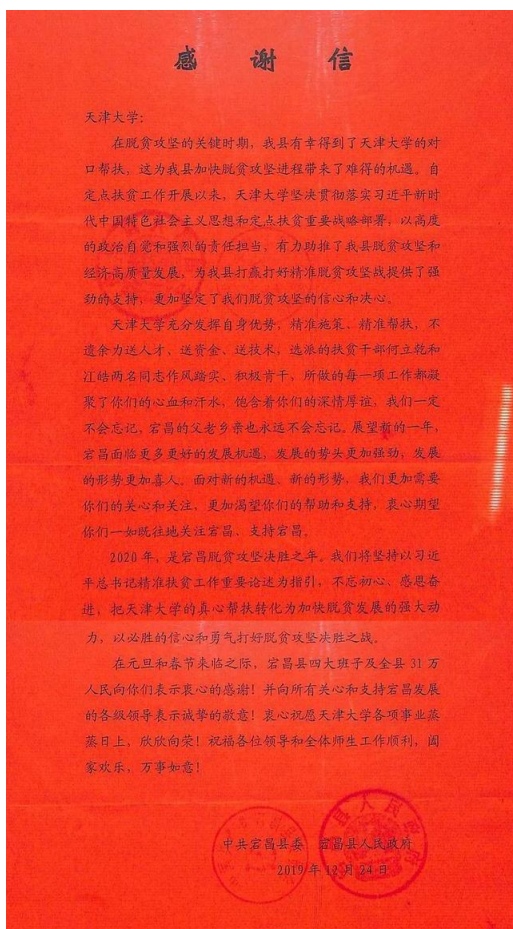 感 谢 信
天津大学：
在脱贫攻坚的关键时期，我县有幸得到了天津大学的对
口帮扶，这为我县加快脱贫攻坚进程带来了难得的机遇。自
定点扶贫工作开展以来，天津大学坚决贯彻落实习近平新时
代中国特色社会主义思想和定点扶贫重要战略部署，以高度
的政治自觉和强烈的责任担当，有力助推了我县脱贫攻坚和
经济高质量发展，为我县打赢打好精准脱贫攻坚战提供了强
劲的支持，更加坚定了我们脱贫攻坚的信心和决心。
天津大学充分发挥自身优势，精准施策、精准帮扶，不
遗余力送人才、送资金、送技术，选派的扶贫干部何立乾和
江皓两名同志作风踏实、积极肯干，所做的每一项工作都凝
聚了你们的心血和汗水，饱含着你们的深情厚谊，我们一定
不会忘记，宕昌的父老乡亲也永远不会忘记。展望新的一年，
宕昌面临更多更好的发展机遇，发展的势头更加强劲，发展
的形势更加喜人。面对新的机遇、新的形势，我们更加需要
你们的关心和关注，更加渴望你们的帮助和支持，衷心期望
你们一如既往地关注宕昌、支持宕昌。
2020 年，是宕昌脱贫攻坚决胜之年。我们将坚持以习近
平总书记精准扶贫工作重要论述为指引，不忘初心、感恩奋
进，把天津大学的真心帮扶转化为加快脱贫发展的强大动
力，以必胜的信心和勇气打好脱贫攻坚决胜之战。
在元旦和春节来临之际，宕昌县四大班子及全县 31 万
人民向你们表示衷心的感谢！并向所有关心和支持宕昌发展
的各级领导表示诚挚的敬意！衷心祝愿天津大学各项事业蒸
蒸日上，欣欣向荣！祝福各位领导和全体师生工作顺利，阖
家欢乐，万事如意！
中共宕昌县委 宕昌县人民政府
2019 年 12 月 24 日